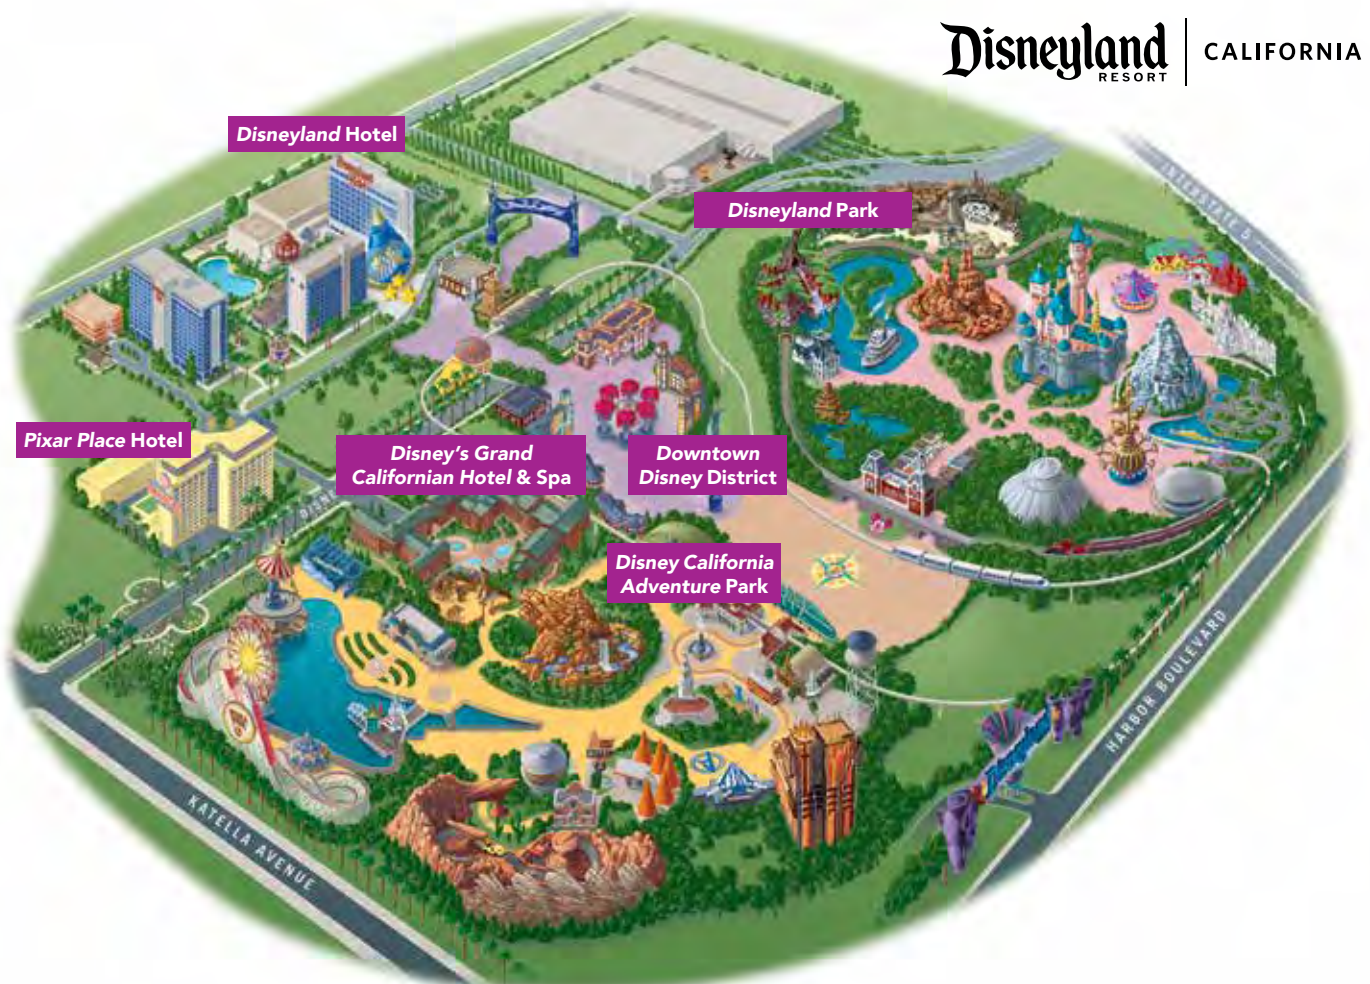 Disneyland
RESORT
CALIFORNIA
Disneyland Hotel
INTERSTATE 5
Disneyland Park
Pixar Place Hotel
Disney's Grand
Californian Hotel & Spa
Downtown
Disney District
Disney California
Adventure Park
HARBOR BOULEVARD
KATELLA AVENUE